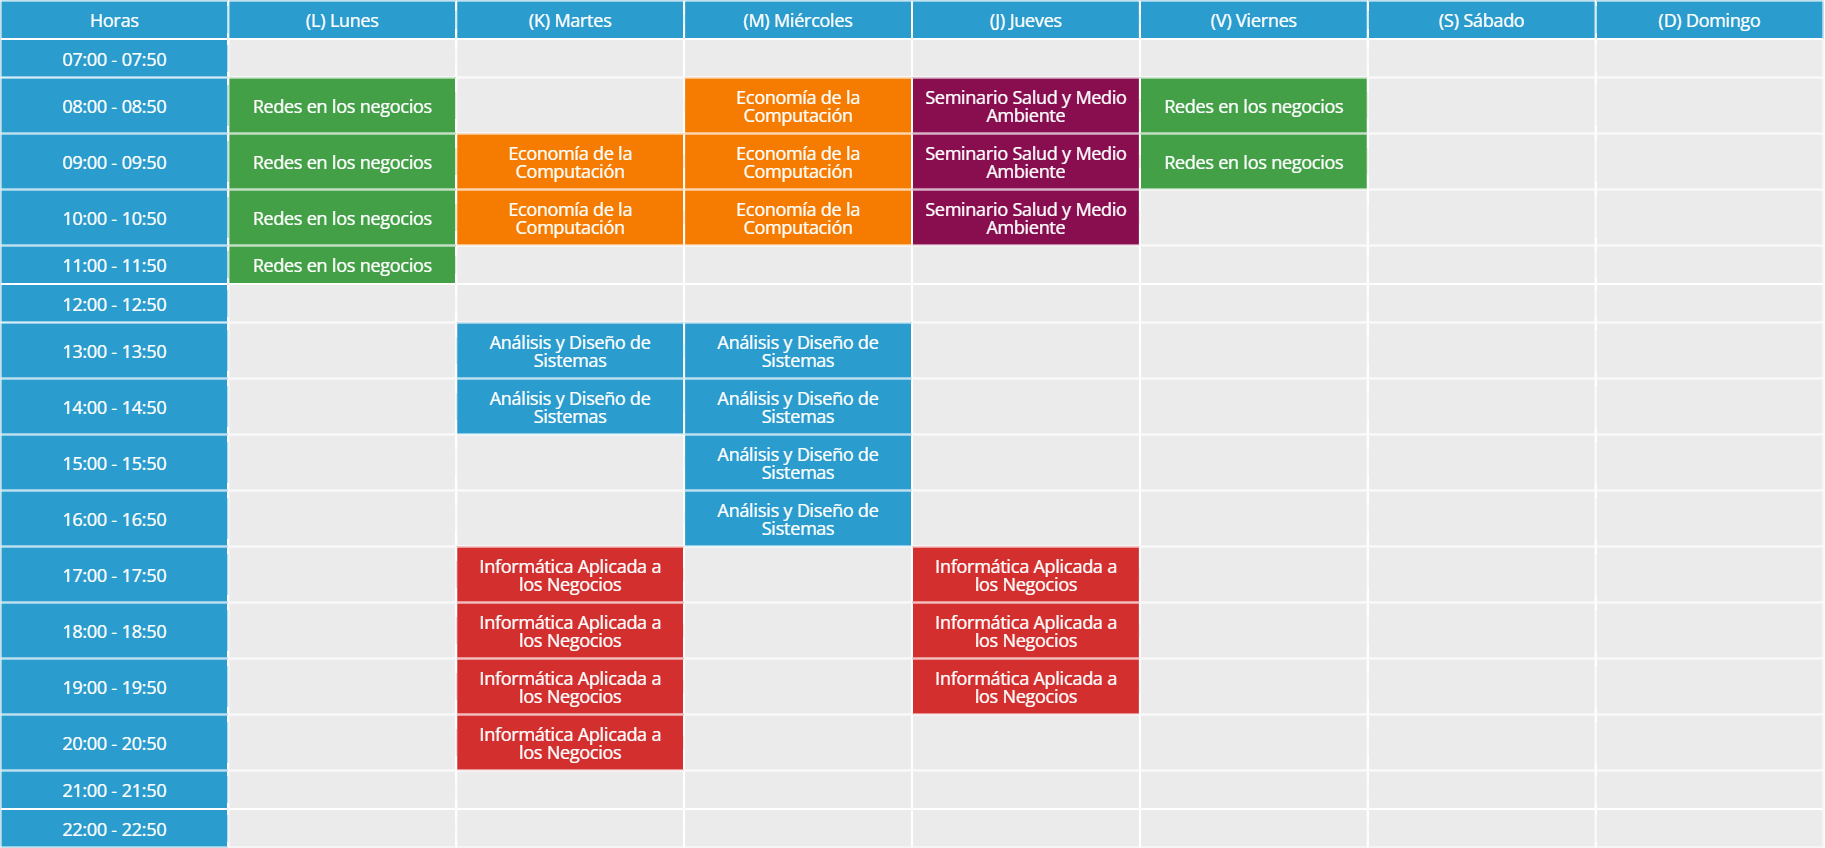 Horas (L) Lunes (K) Martes (M) Miércoles (J) Jueves (V) Viernes (S) Sábado (D) Domingo
07:00 - 07:50
08:00 - 08:50 Redes en los negocios Economía de la Computación Seminario Salud y Medio Ambiente Redes en los negocios
09:00 - 09:50 Redes en los negocios Economía de la Computación Economía de la Computación Seminario Salud y Medio Ambiente Redes en los negocios
10:00 - 10:50 Redes en los negocios Economía de la Computación Economía de la Computación Seminario Salud y Medio Ambiente
11:00 - 11:50 Redes en los negocios
12:00 - 12:50
13:00 - 13:50 Análisis y Diseño de Sistemas Análisis y Diseño de Sistemas
14:00 - 14:50 Análisis y Diseño de Sistemas Análisis y Diseño de Sistemas
15:00 - 15:50 Análisis y Diseño de Sistemas
16:00 - 16:50 Análisis y Diseño de Sistemas
17:00 - 17:50 Informática Aplicada a los Negocios Informática Aplicada a los Negocios
18:00 - 18:50 Informática Aplicada a los Negocios Informática Aplicada a los Negocios
19:00 - 19:50 Informática Aplicada a los Negocios Informática Aplicada a los Negocios
20:00 - 20:50 Informática Aplicada a los Negocios
21:00 - 21:50
22:00 - 22:50